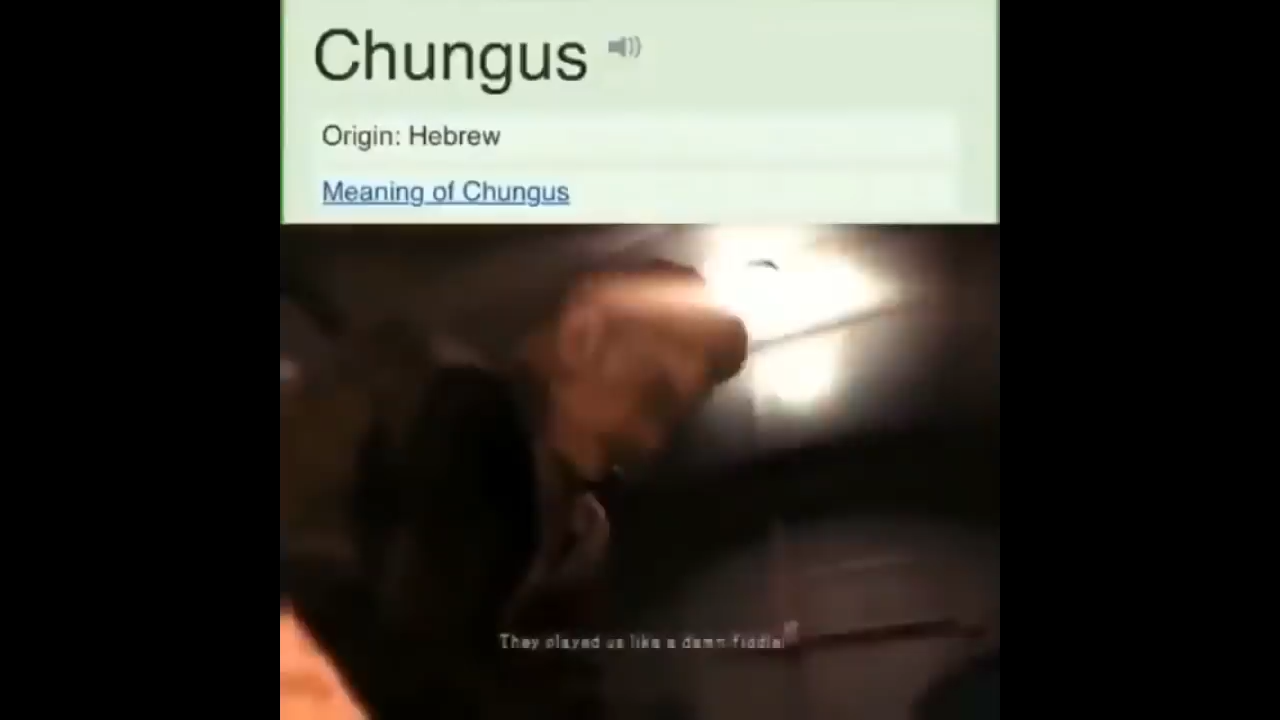 Chungus
Origin: Hebrew
Meaning of Chungus
They played us like a damn fiddle!